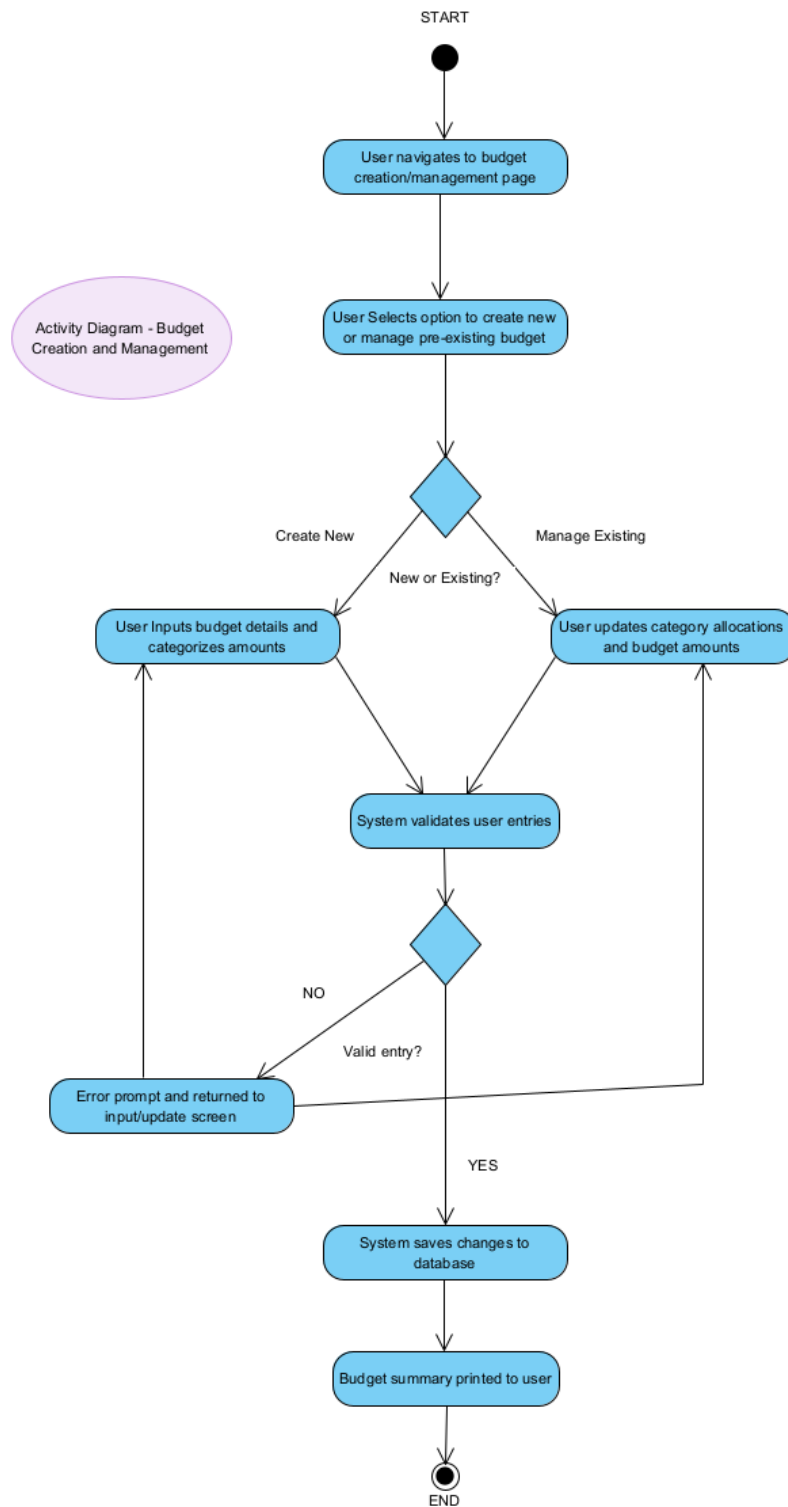 START
User navigates to budget
creation/management page
Activity Diagram - Budget
Creation and Management
User Selects option to create new
or manage pre-existing budget
Create New
Manage Existing
New or Existing?
User Inputs budget details and
categorizes amounts
User updates category allocations
and budget amounts
System validates user entries
NO
Valid entry?
Error prompt and returned to
input/update screen
YES
System saves changes to
database
Budget summary printed to user
END